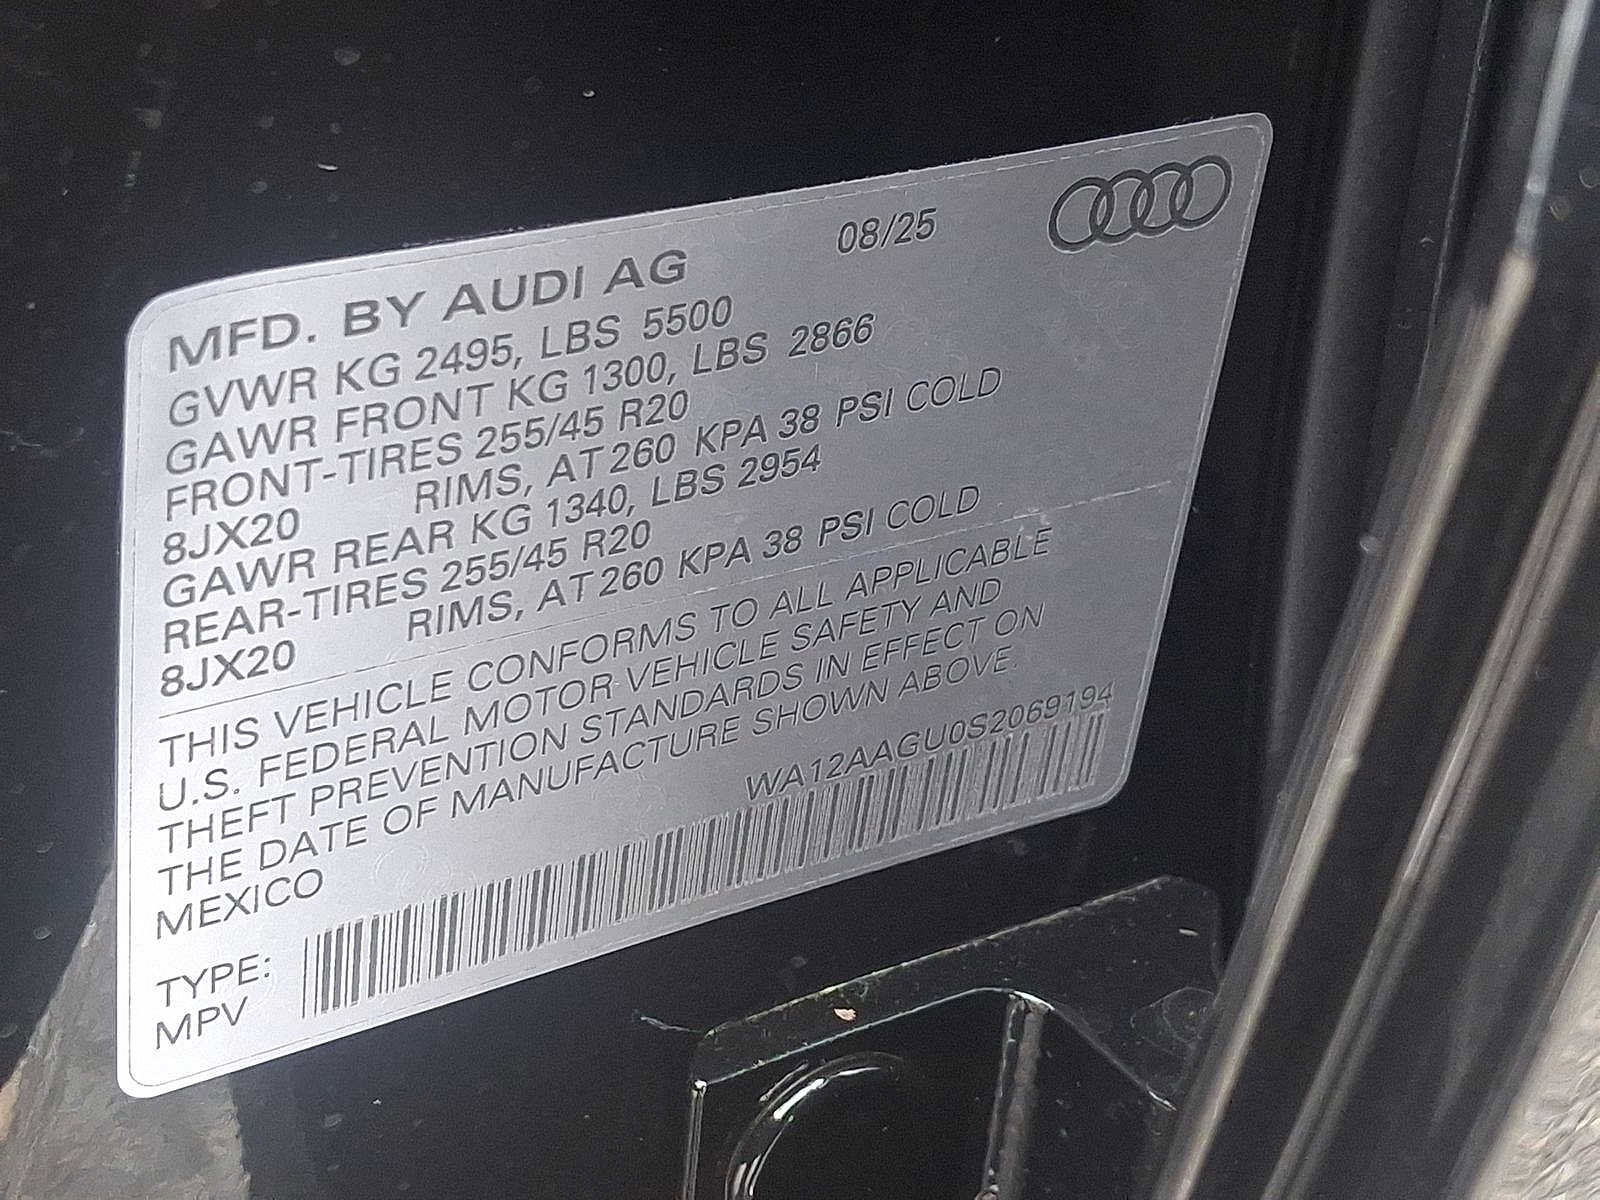 MFD. BY AUDI AG 08/25
GVWR KG 2495, LBS 5500
GAWR FRONT KG 1300, LBS 2866
FRONT-TIRES 255/45 R20
8JX20 RIMS, AT 260 KPA 38 PSI COLD
GAWR REAR KG 1340, LBS 2954
REAR-TIRES 255/45 R20
8JX20 RIMS, AT 260 KPA 38 PSI COLD
THIS VEHICLE CONFORMS TO ALL APPLICABLE
U.S. FEDERAL MOTOR VEHICLE SAFETY AND
THEFT PREVENTION STANDARDS IN EFFECT ON
THE DATE OF MANUFACTURE SHOWN ABOVE.
MEXICO
WA12AAGU0S2069194
TYPE:
MPV